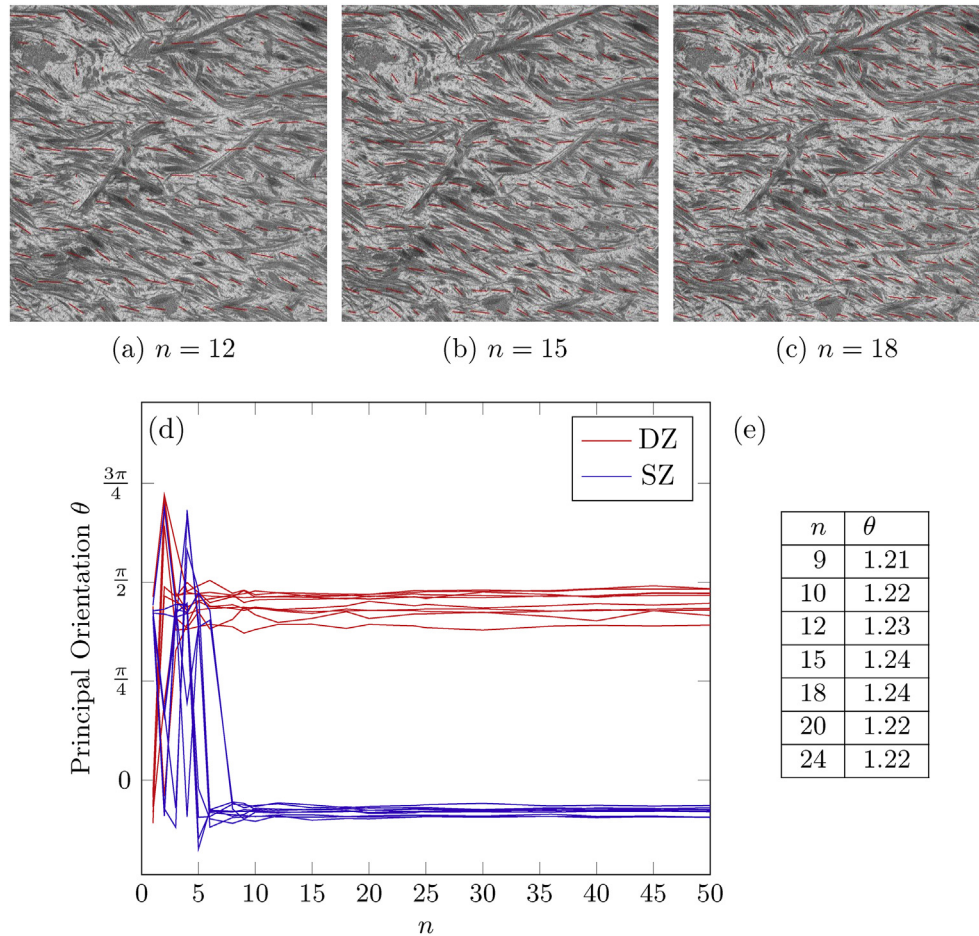 (a) n = 12
(b) n = 15
(c) n = 18
(d)
(e)
DZ
SZ
Principal Orientation θ
3π/4
π/2
π/4
0
0 5 10 15 20 25 30 35 40 45 50
n
n θ
9 1.21
10 1.22
12 1.23
15 1.24
18 1.24
20 1.22
24 1.22